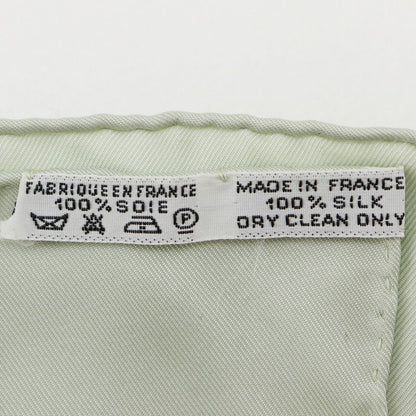 FABRIQUE EN FRANCE
100% SOIE
P
MADE IN FRANCE
100% SILK
DRY CLEAN ONLY